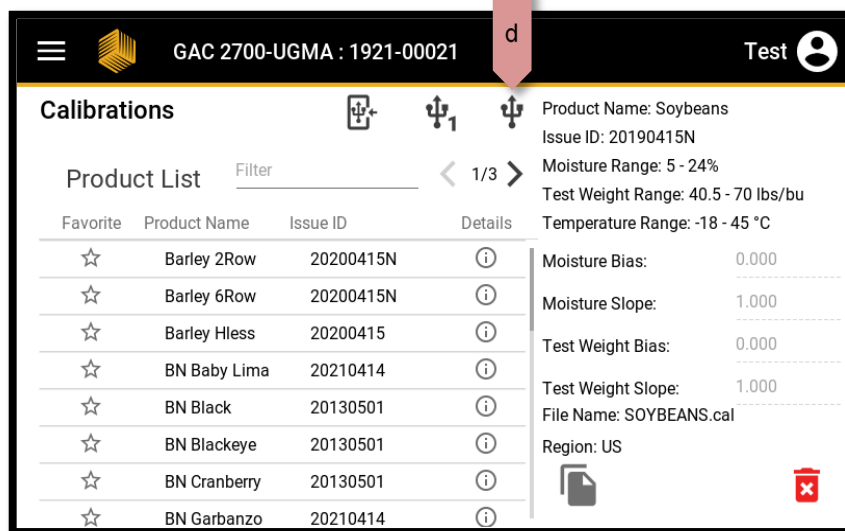 d
GAC 2700-UGMA : 1921-00021
Test
Calibrations
1
Product List
Filter
1/3
Favorite Product Name Issue ID Details
Barley 2Row 20200415N
Barley 6Row 20200415N
Barley Hless 20200415
BN Baby Lima 20210414
BN Black 20130501
BN Blackeye 20130501
BN Cranberry 20130501
BN Garbanzo 20210414
Product Name: Soybeans
Issue ID: 20190415N
Moisture Range: 5 - 24%
Test Weight Range: 40.5 - 70 lbs/bu
Temperature Range: -18 - 45 °C
Moisture Bias: 0.000
Moisture Slope: 1.000
Test Weight Bias: 0.000
Test Weight Slope: 1.000
File Name: SOYBEANS.cal
Region: US